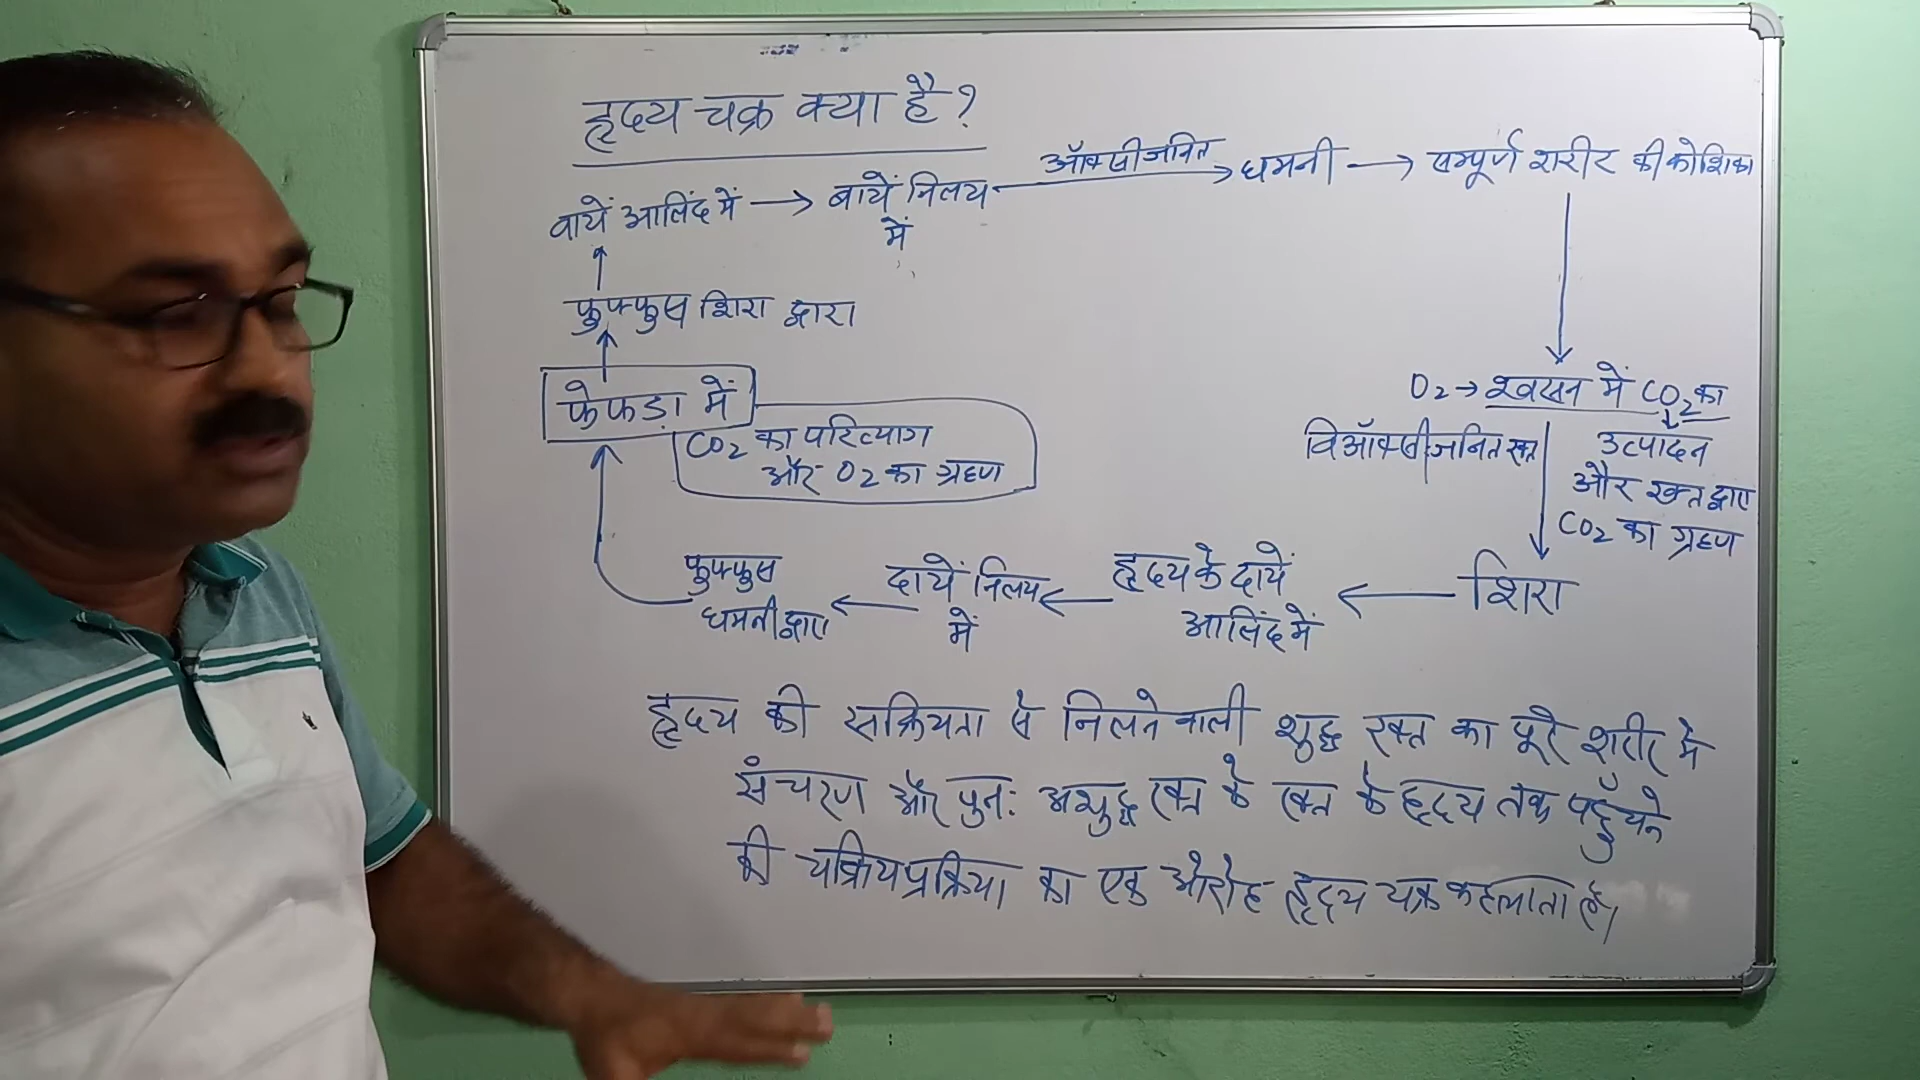 हृदय चक्र क्या है?
बायें आलिंद में → बायें निलय में
ऑक्सीजनित → धमनी → सम्पूर्ण शरीर की कोशिका
फुफ्फुस शिरा द्वारा
फेफड़ा में
CO₂ का परित्याग
और O₂ का ग्रहण
O₂ → श्वसन में CO₂ का
विऑक्सीजनित रक्त
उत्पादन
और रक्त द्वारा
CO₂ का ग्रहण
शिरा
हृदय के दायें
आलिंद में
दायें निलय
में
फुफ्फुस
धमनी द्वारा
हृदय की सक्रियता से निलने वाली शुद्ध रक्त का पूरे शरीर में
संचरण और पुनः अशुद्ध रक्त के रक्त के हृदय तक पहुँचने
की चक्रिय प्रक्रिया का एक हृदय चक्र कहलाता है।